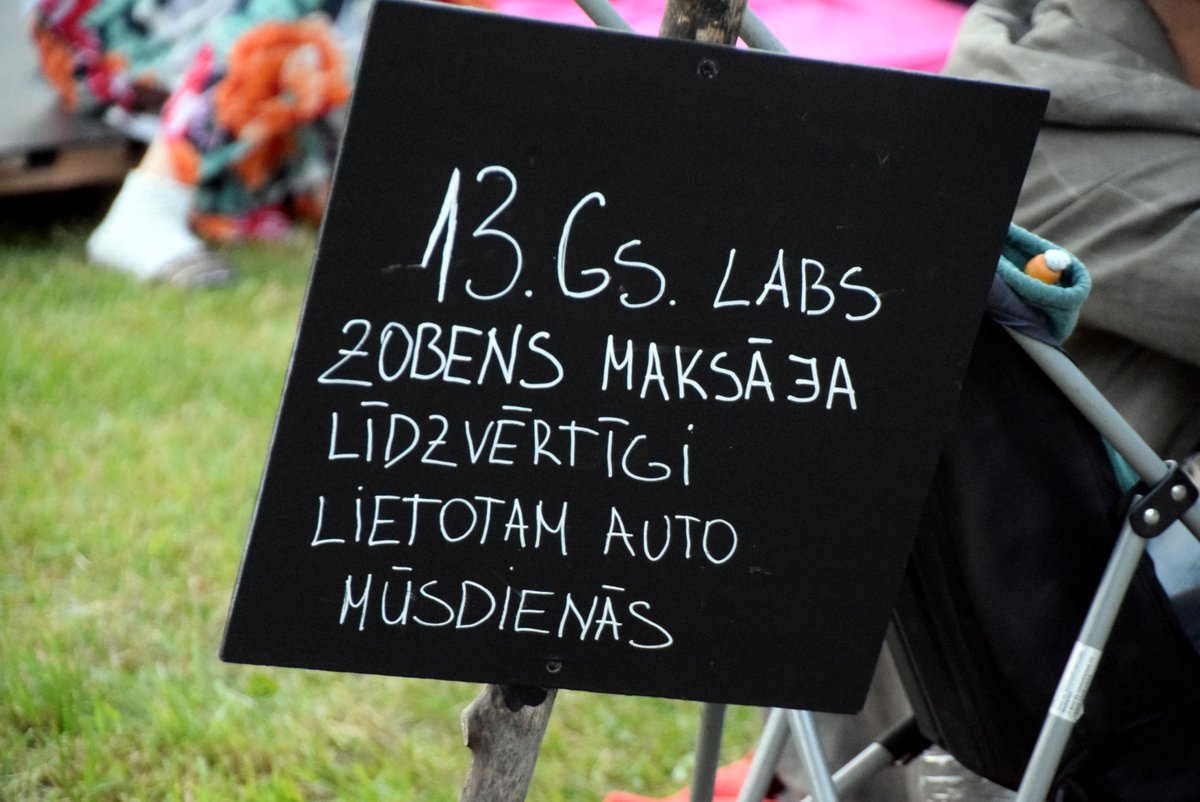 13. GS. LABS
ZOBENS MAKSĀJA
LĪDZVĒRTĪGI
LIETOTAM AUTO
MŪSDIENĀS